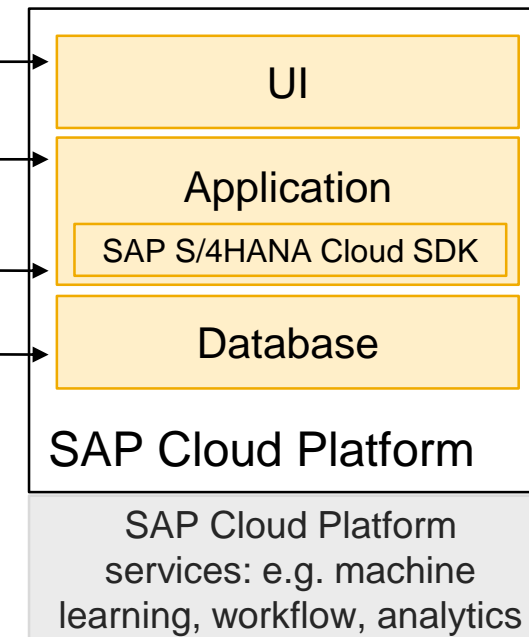 UI
Application
SAP S/4HANA Cloud SDK
Database
SAP Cloud Platform
SAP Cloud Platform
services: e.g. machine
learning, workflow, analytics